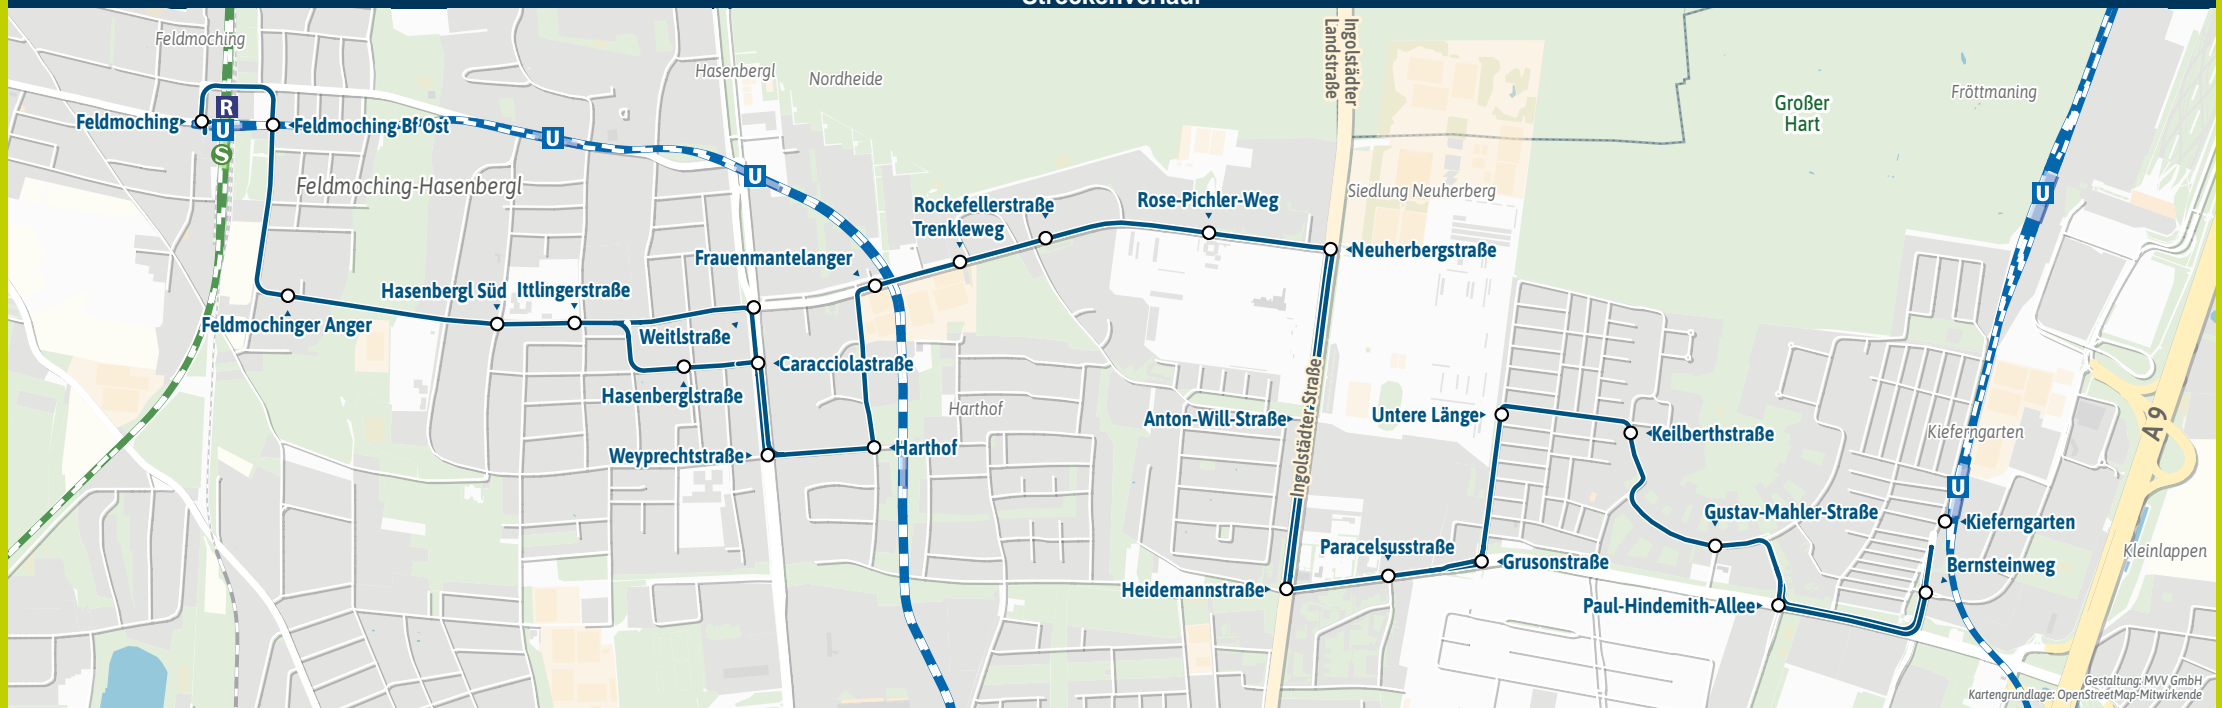 Streckenverlauf
Feldmoching
Hasenbergl
Nordheide
Ingolstädter
Landstraße
Großer
Hart
Fröttmaning
R
Feldmoching
U
Feldmoching Bf Ost
S
U
U
Feldmoching-Hasenbergl
Siedlung Neuherberg
U
Rockefellerstraße
Trenkleweg
Rose-Pichler-Weg
Frauenmantelanger
Neuherbergstraße
Hasenbergl Süd
Ittlingerstraße
Feldmochinger Anger
Weitlstraße
Caracciolastraße
Hasenberglstraße
Harthof
Anton-Will-Straße
Ingolstädter-Straße
Untere Länge
Keilberthstraße
Kieferngarten
A 9
Weyprechtstraße
Harthof
U
Gustav-Mahler-Straße
Kieferngarten
Paracelsusstraße
Grusonstraße
Bernsteinweg
Kleinlappen
Heidemannstraße
Paul-Hindemith-Allee
Gestaltung: MVV GmbH
Kartengrundlage: OpenStreetMap-Mitwirkende